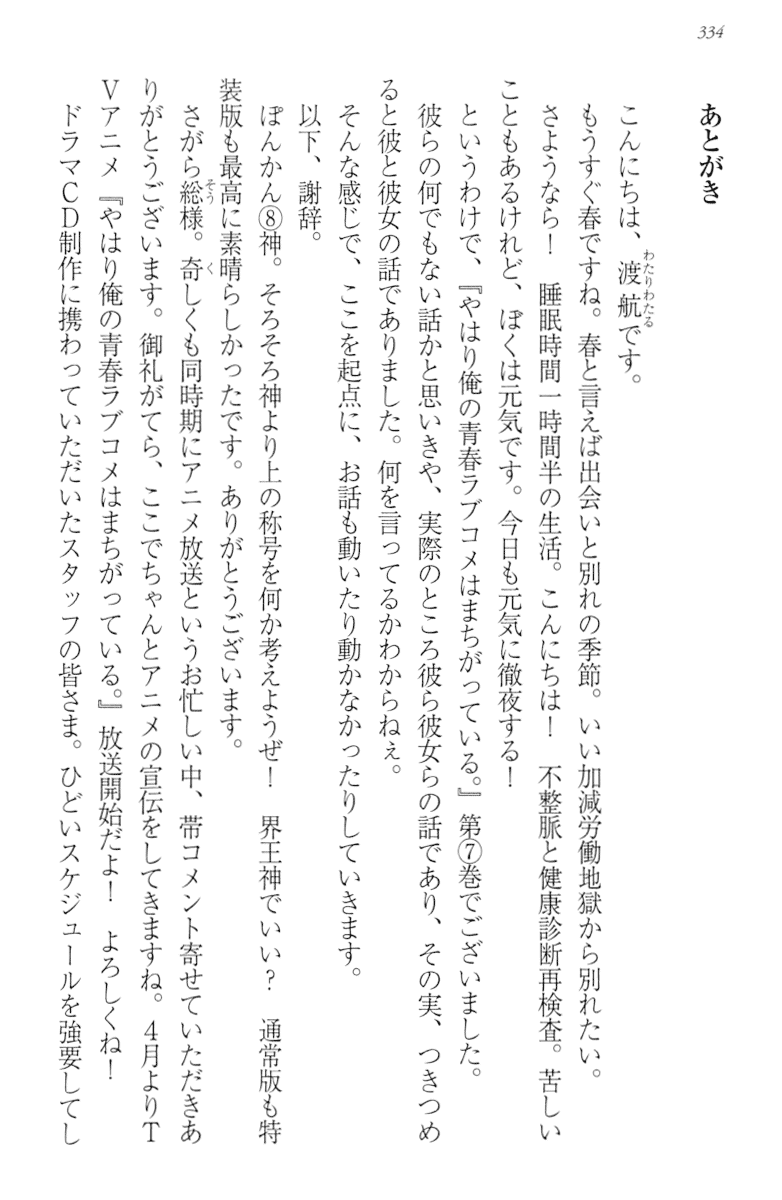 334
あとがき
こんにちは、渡航です。
もうすぐ春ですね。春と言えば出会いと別れの季節。いい加減労働地獄から別れたい。
さようなら！　睡眠時間一時間半の生活。こんにちは！　不整脈と健康診断再検査。苦しい
こともあるけれど、ぼくは元気です。今日も元気に徹夜する！
というわけで、『やはり俺の青春ラブコメはまちがっている。』第⑦巻でございました。
彼らの何でもない話かと思いきや、実際のところ彼ら彼女らの話であり、その実、つきつめ
ると彼と彼女の話でありました。何を言ってるかわからねぇ。
そんな感じで、ここを起点に、お話も動いたり動かなかったりしていきます。
以下、謝辞。
ぽんかん⑧神。そろそろ神より上の称号を何か考えようぜ！　界王神でいい？　通常版も特
装版も最高に素晴らしかったです。ありがとうございます。
さがら総様。奇しくも同時期にアニメ放送というお忙しい中、帯コメント寄せていただきあ
りがとうございます。御礼がてら、ここでちゃんとアニメの宣伝をしてきますね。４月よりＴ
Ｖアニメ『やはり俺の青春ラブコメはまちがっている。』放送開始だよ！　よろしくね！
ドラマＣＤ制作に携わっていただいたスタッフの皆さま。ひどいスケジュールを強要してし